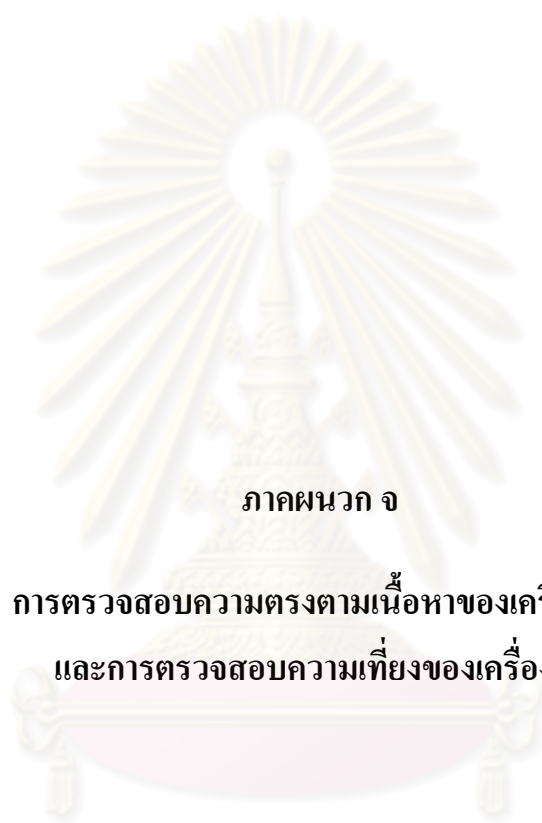 ภาคผนวก จ
การตรวจสอบความตรงตามเนื้อหาของ
และการตรวจสอบความเที่ยงของ